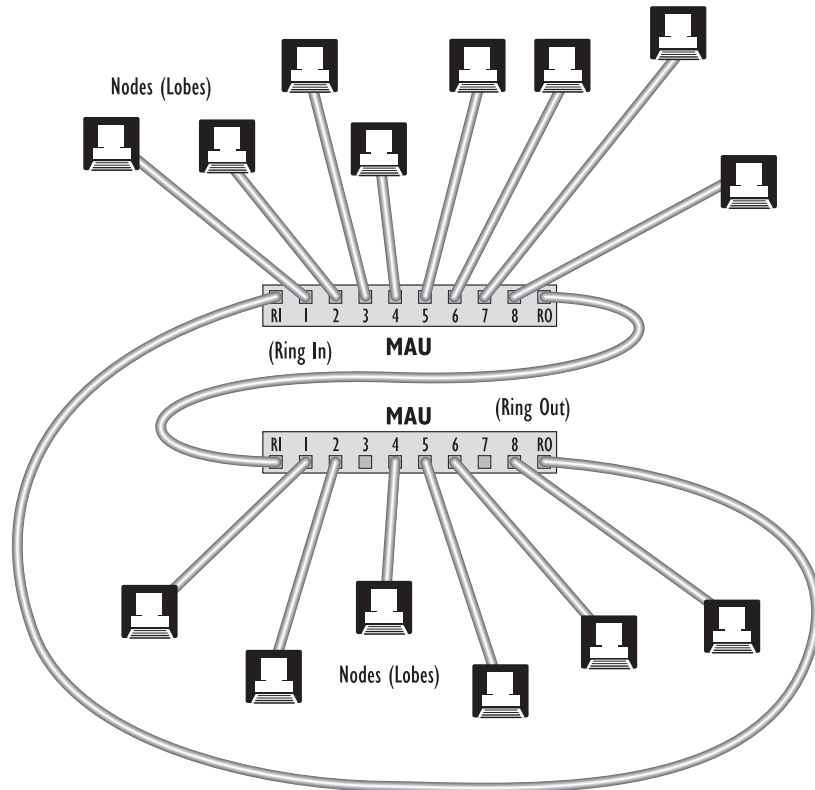 Nodes (Lobes)
RI 1 2 3 4 5 6 7 8 RO
(Ring In)
MAU
MAU
(Ring Out)
RI 1 2 3 4 5 6 7 8 RO
Nodes (Lobes)